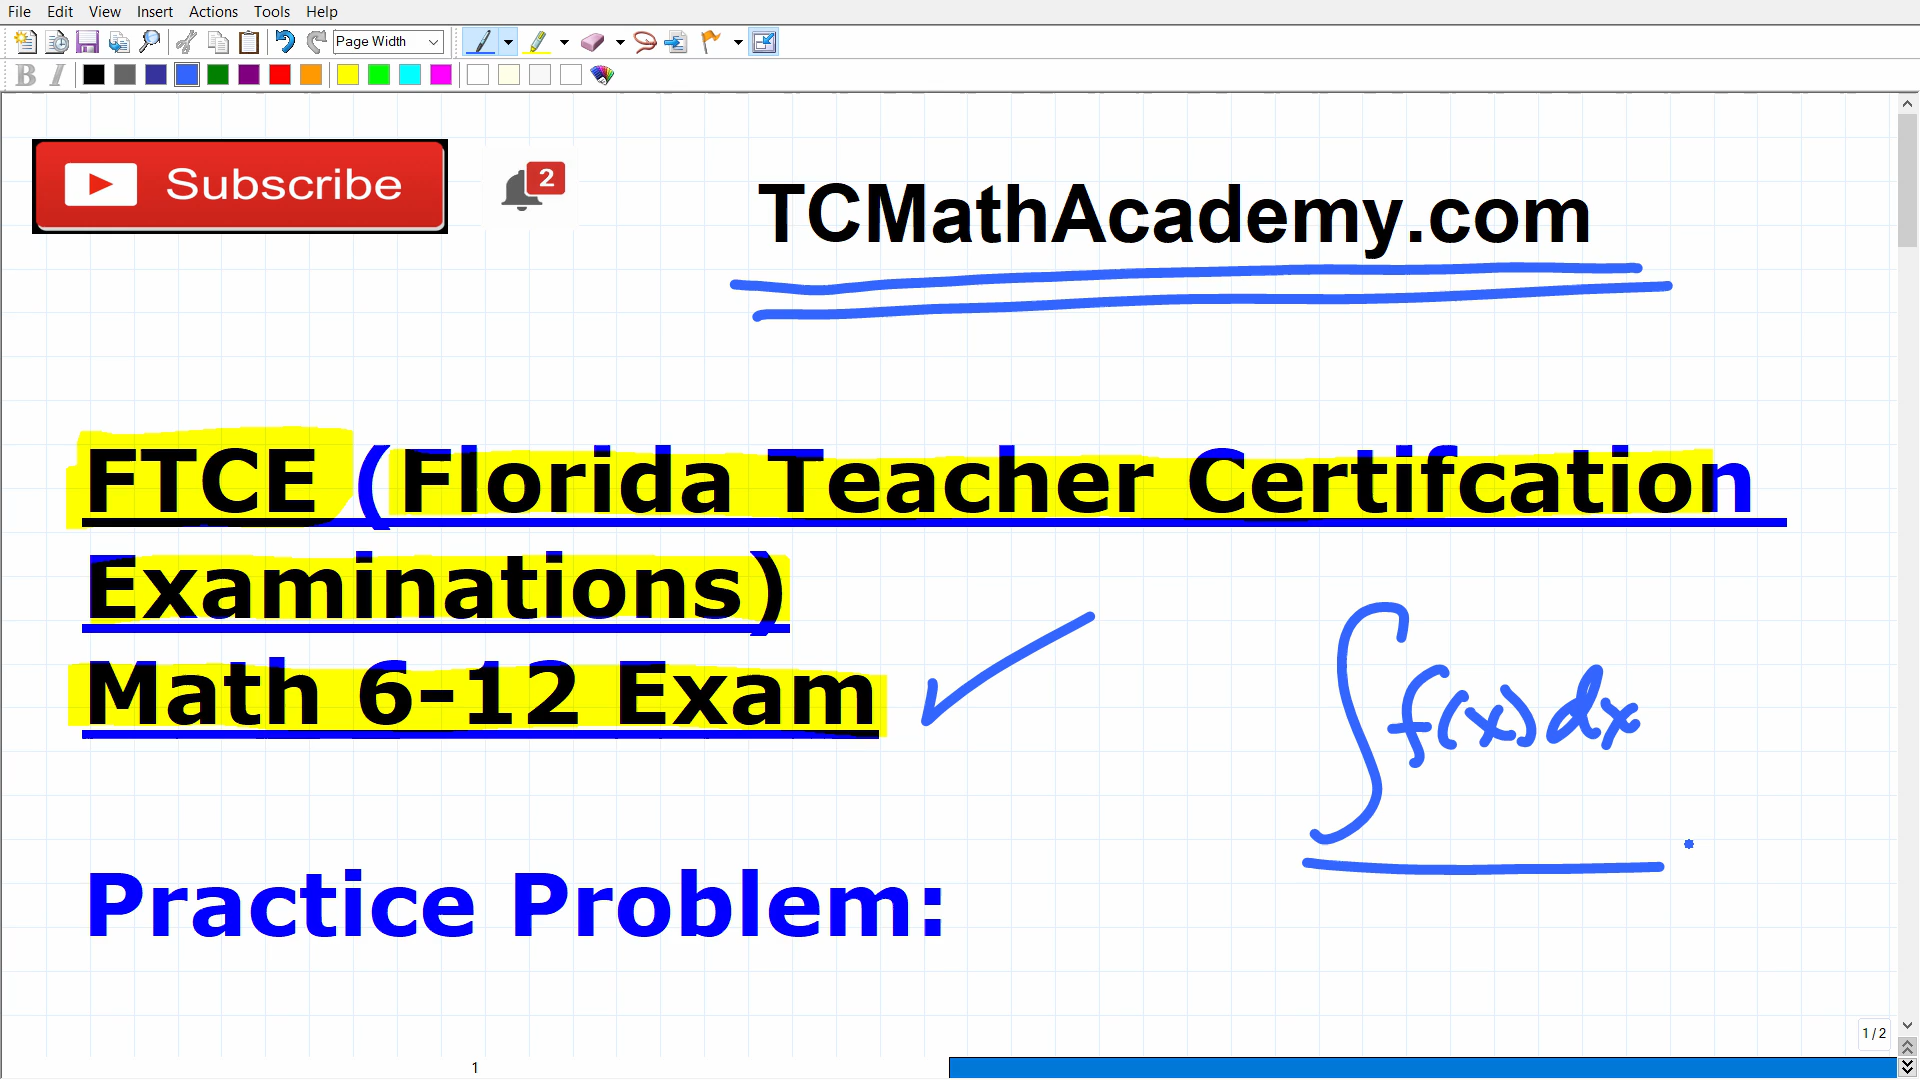 File Edit View Insert Actions Tools Help
Page Width
B I
Subscribe
2
TCMathAcademy.com
FTCE (Florida Teacher Certifcation
Examinations)
Math 6-12 Exam
∫f(x)dx
Practice Problem:
1 / 2
1